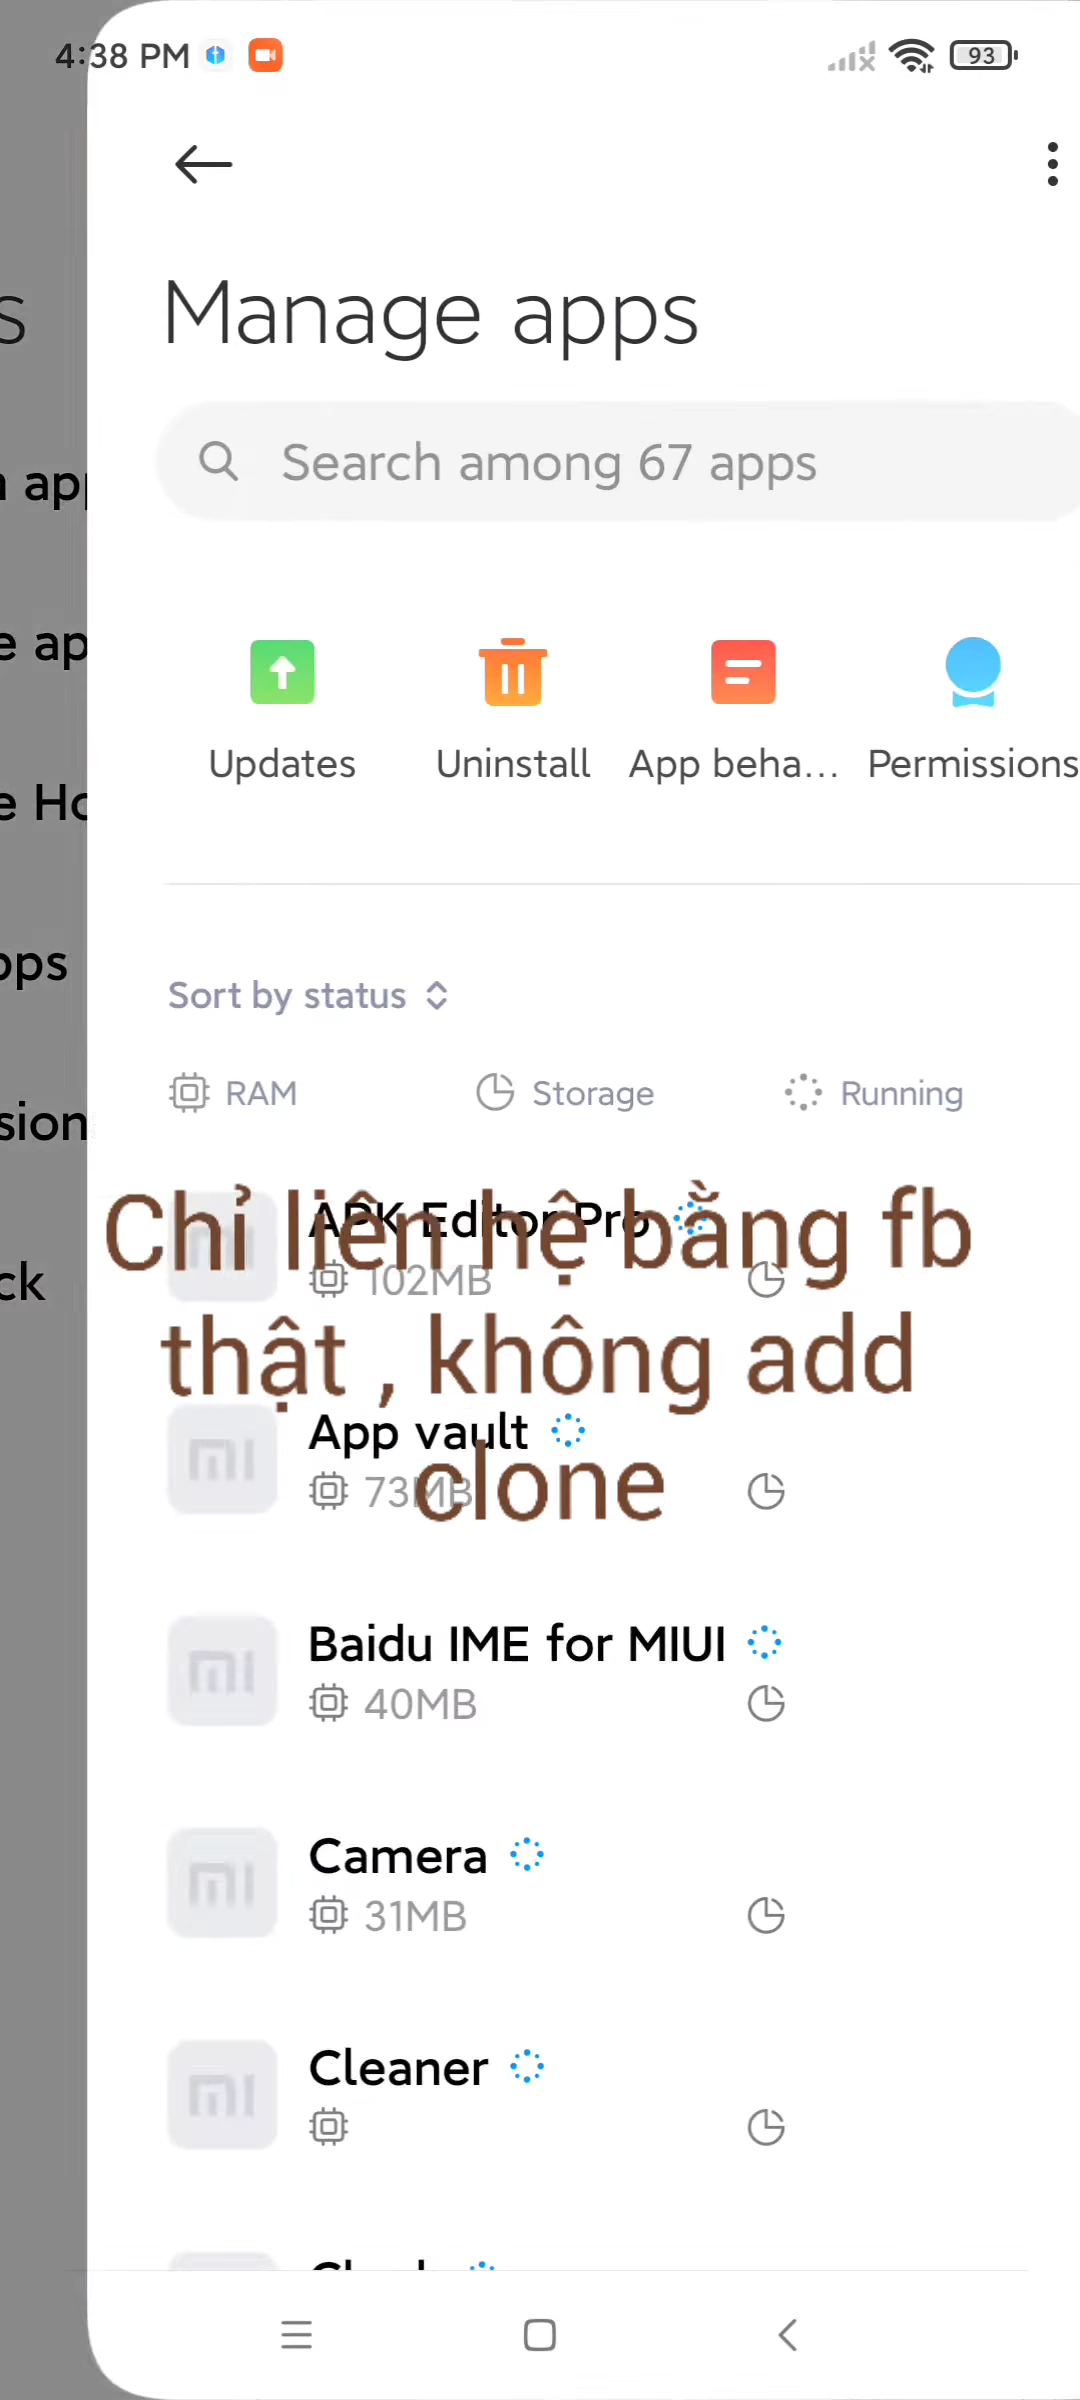 4:38 PM
93
Manage apps
Search among 67 apps
Updates
Uninstall
App beha...
Permissions
Sort by status
RAM
Storage
Running
APK Editor Pro
102MB
Chỉ liên hệ bằng fb
thật , không add
clone
App vault
73MB
Baidu IME for MIUI
40MB
Camera
31MB
Cleaner